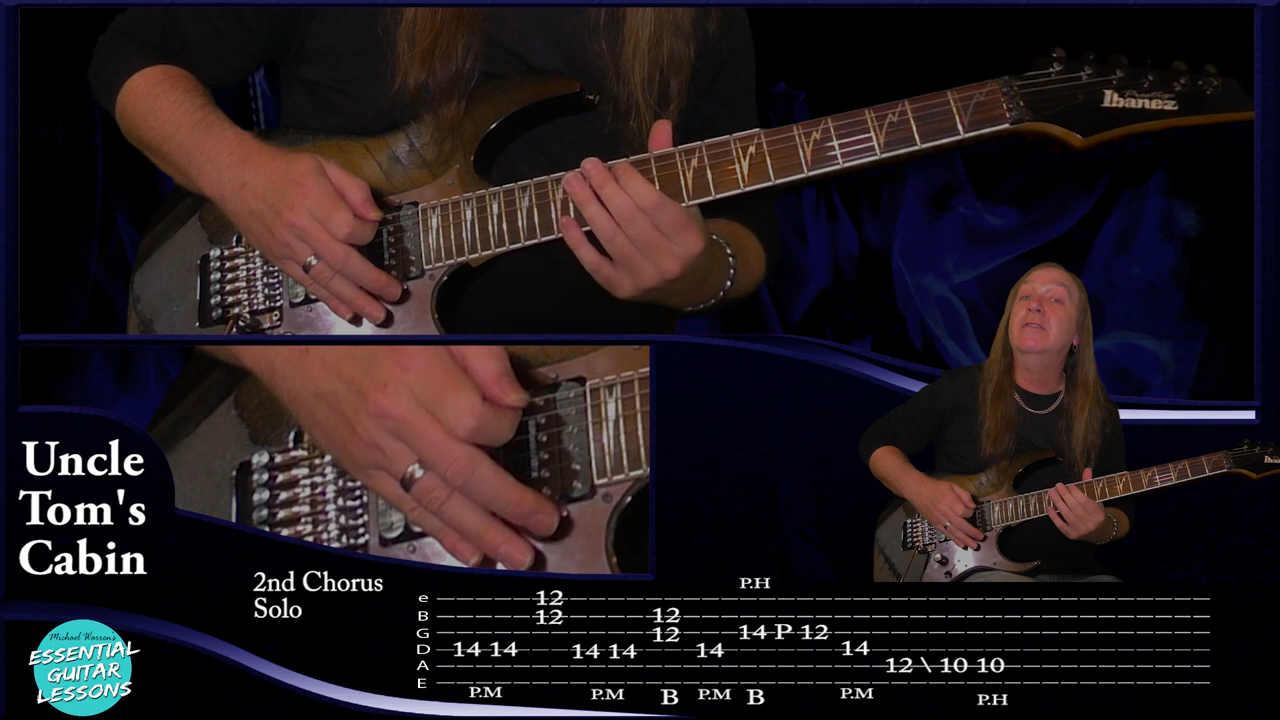 Prestige
Ibanez
Uncle
Tom's
Cabin
2nd Chorus
Solo
P.H
e 12
B 12 12
G 12 14 P 12
D 14 14 14 14 14 14
A 12 \ 10 10
E
P.M P.M B P.M B P.M P.H
Michael Warren's
ESSENTIAL
GUITAR
LESSONS